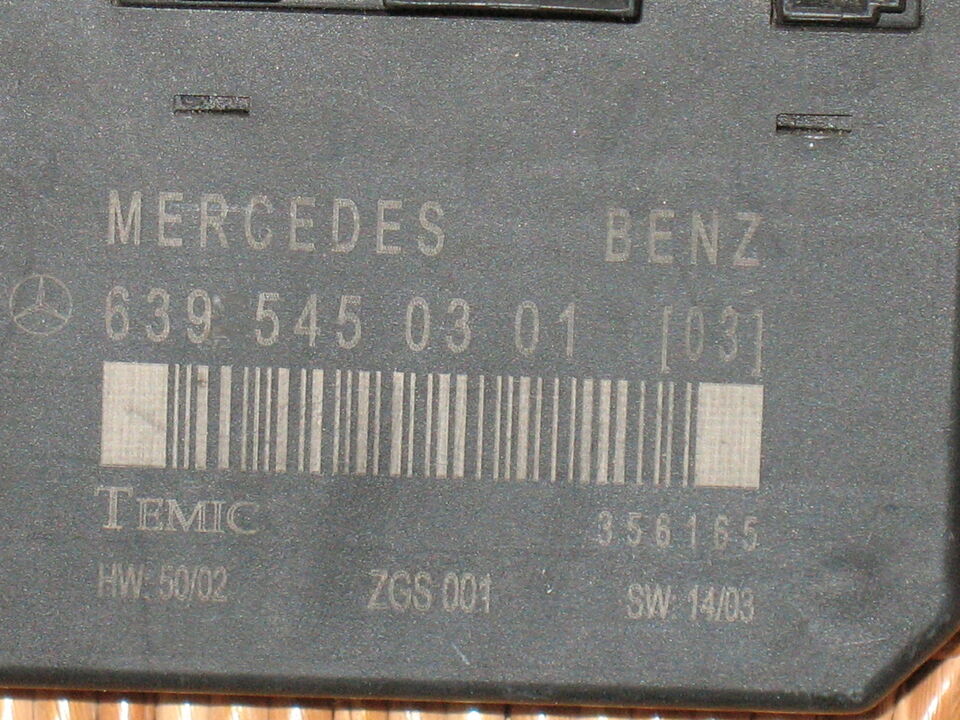 MERCEDES BENZ
639 545 03 01 [03]
TEMIC 356165
HW: 50/02 ZGS 001 SW: 14/03